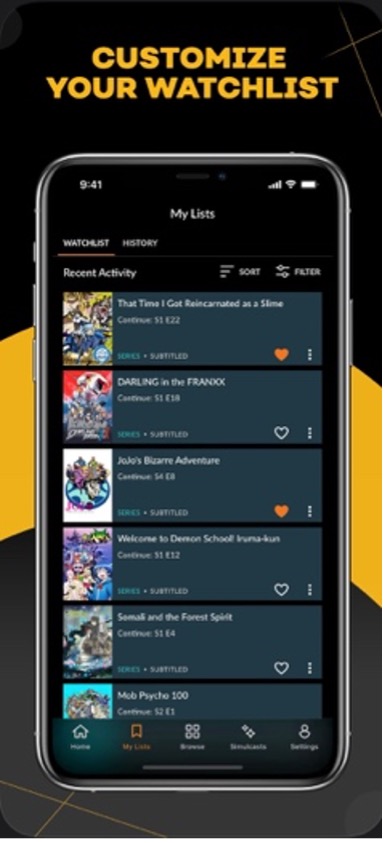 CUSTOMIZE
YOUR WATCHLIST
9:41
My Lists
WATCHLIST HISTORY
Recent Activity SORT FILTER
That Time I Got Reincarnated as a Slime
Continue: S1 E22
SERIES • SUBTITLED
DARLING in the FRANXX
Continue: S1 E18
SERIES • SUBTITLED
JoJo's Bizarre Adventure
Continue: S4 E8
SERIES • SUBTITLED
Welcome to Demon School! Iruma-kun
Continue: S1 E12
SERIES • SUBTITLED
Somali and the Forest Spirit
Continue: S1 E4
SERIES • SUBTITLED
Mob Psycho 100
Continue: S2 E1
Home My Lists Browse Simulcasts Settings